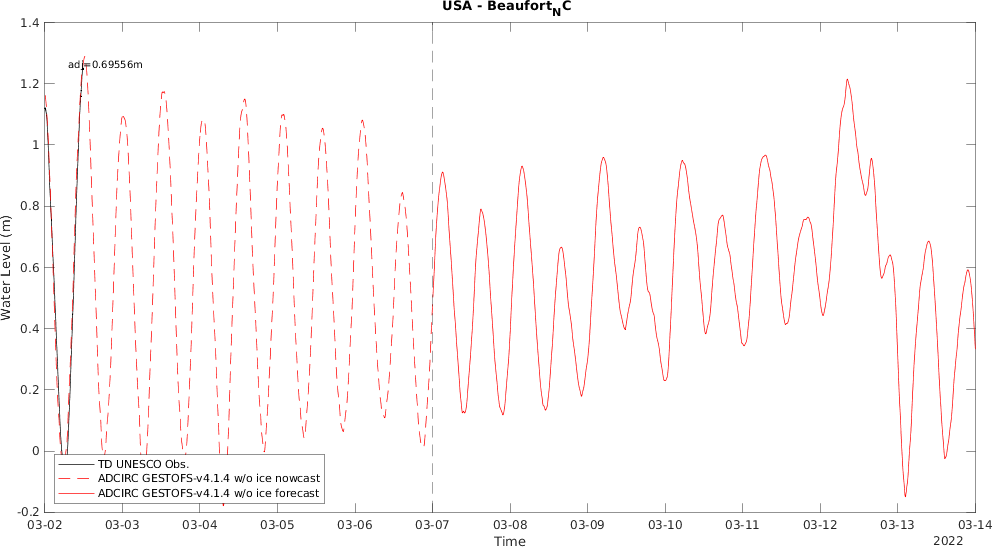 USA - Beaufort_NC
adj=0.69556m
Water Level (m)
1.4
1.2
1
0.8
0.6
0.4
0.2
0
-0.2
TD UNESCO Obs.
ADCIRC GESTOFS-v4.1.4 w/o ice nowcast
ADCIRC GESTOFS-v4.1.4 w/o ice forecast
03-02 03-03 03-04 03-05 03-06 03-07 03-08 03-09 03-10 03-11 03-12 03-13 03-14
Time
2022